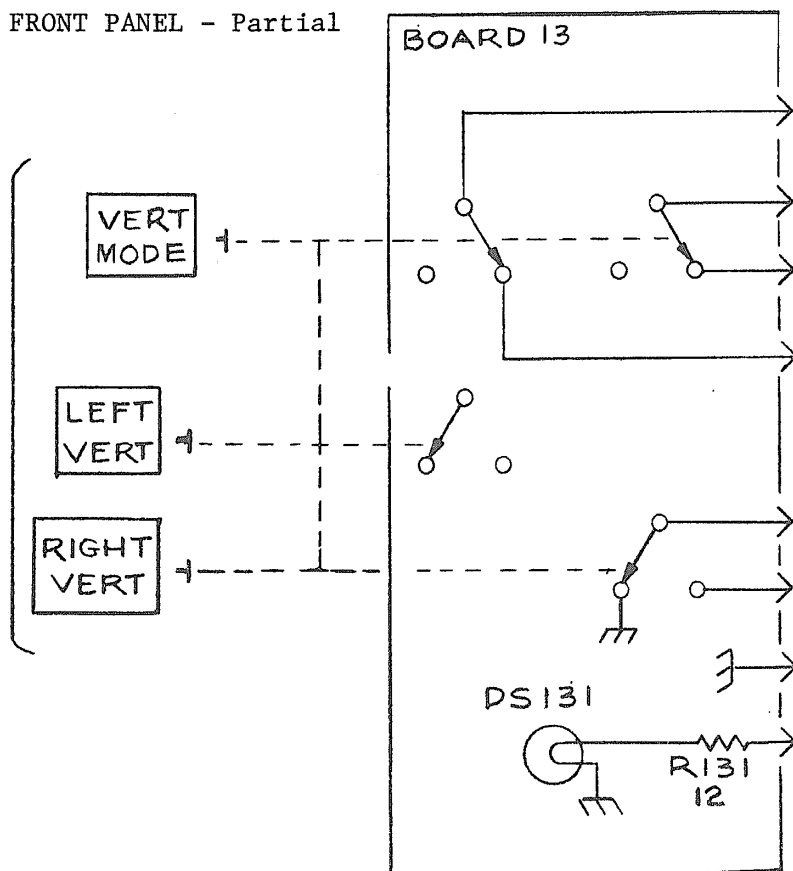 FRONT PANEL - Partial
BOARD 13
VERT
MODE
LEFT
VERT
RIGHT
VERT
DS131
R131
12